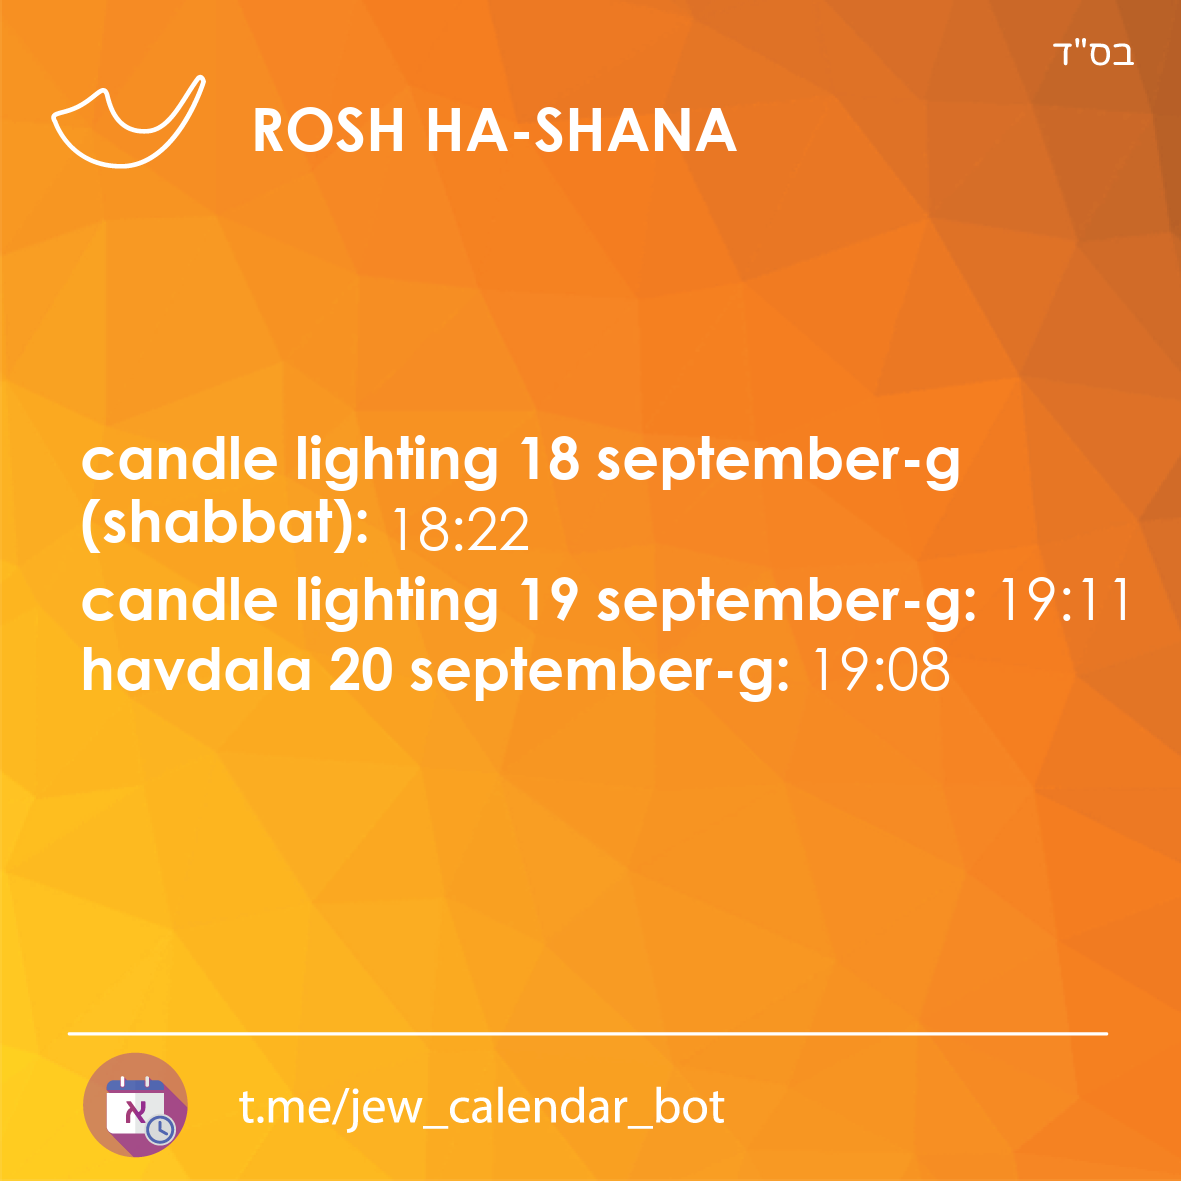 בס"ד
ROSH HA-SHANA
candle lighting 18 september-g
(shabbat): 18:22
candle lighting 19 september-g: 19:11
havdala 20 september-g: 19:08
א
t.me/jew_calendar_bot